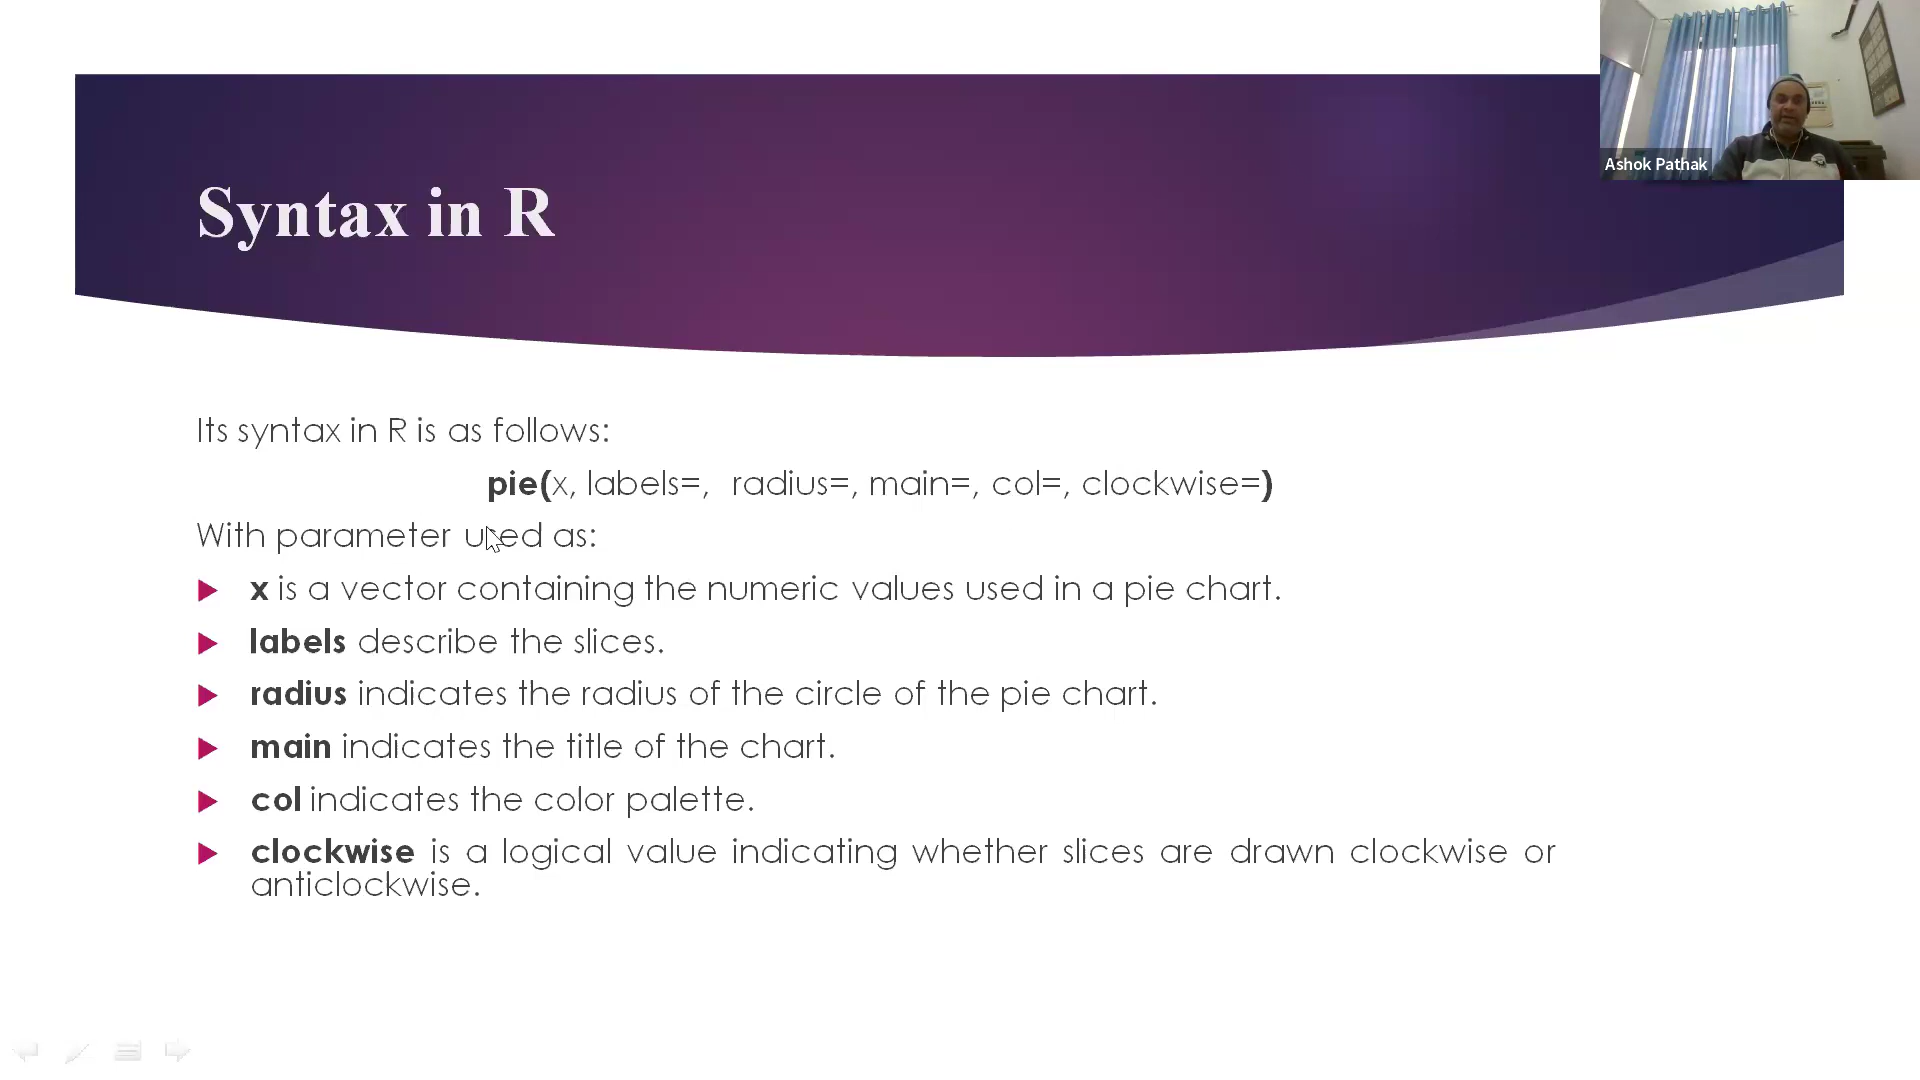 Ashok Pathak
Syntax in R
Its syntax in R is as follows:
pie(x, labels=, radius=, main=, col=, clockwise=)
With parameter used as:
x is a vector containing the numeric values used in a pie chart.
labels describe the slices.
radius indicates the radius of the circle of the pie chart.
main indicates the title of the chart.
col indicates the color palette.
clockwise is a logical value indicating whether slices are drawn clockwise or
anticlockwise.